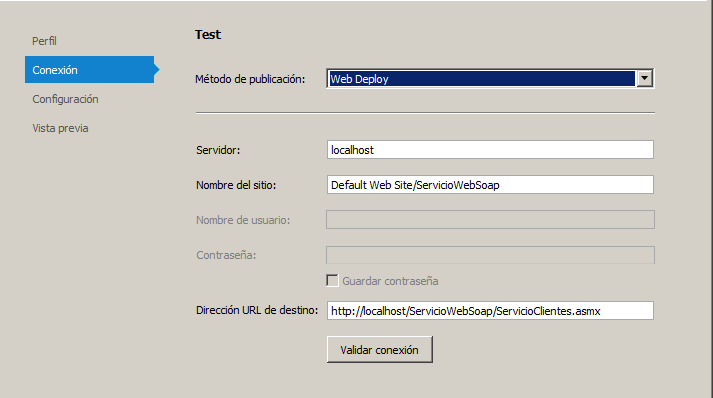 Perfil
Conexión
Configuración
Vista previa
Test
Método de publicación: Web Deploy
Servidor: localhost
Nombre del sitio: Default Web Site/ServicioWebSoap
Nombre de usuario:
Contraseña:
Guardar contraseña
Dirección URL de destino: http://localhost/ServicioWebSoap/ServicioClientes.asmx
Validar conexión